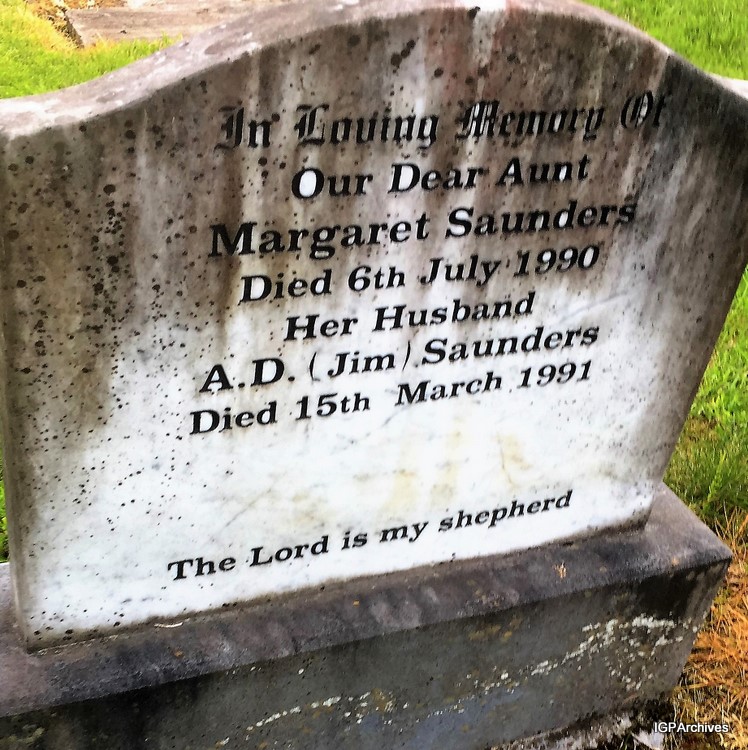 In Loving Memory Of
Our Dear Aunt
Margaret Saunders
Died 6th July 1990
Her Husband
A.D. (Jim) Saunders
Died 15th March 1991
The Lord is my shepherd
IGPArchives